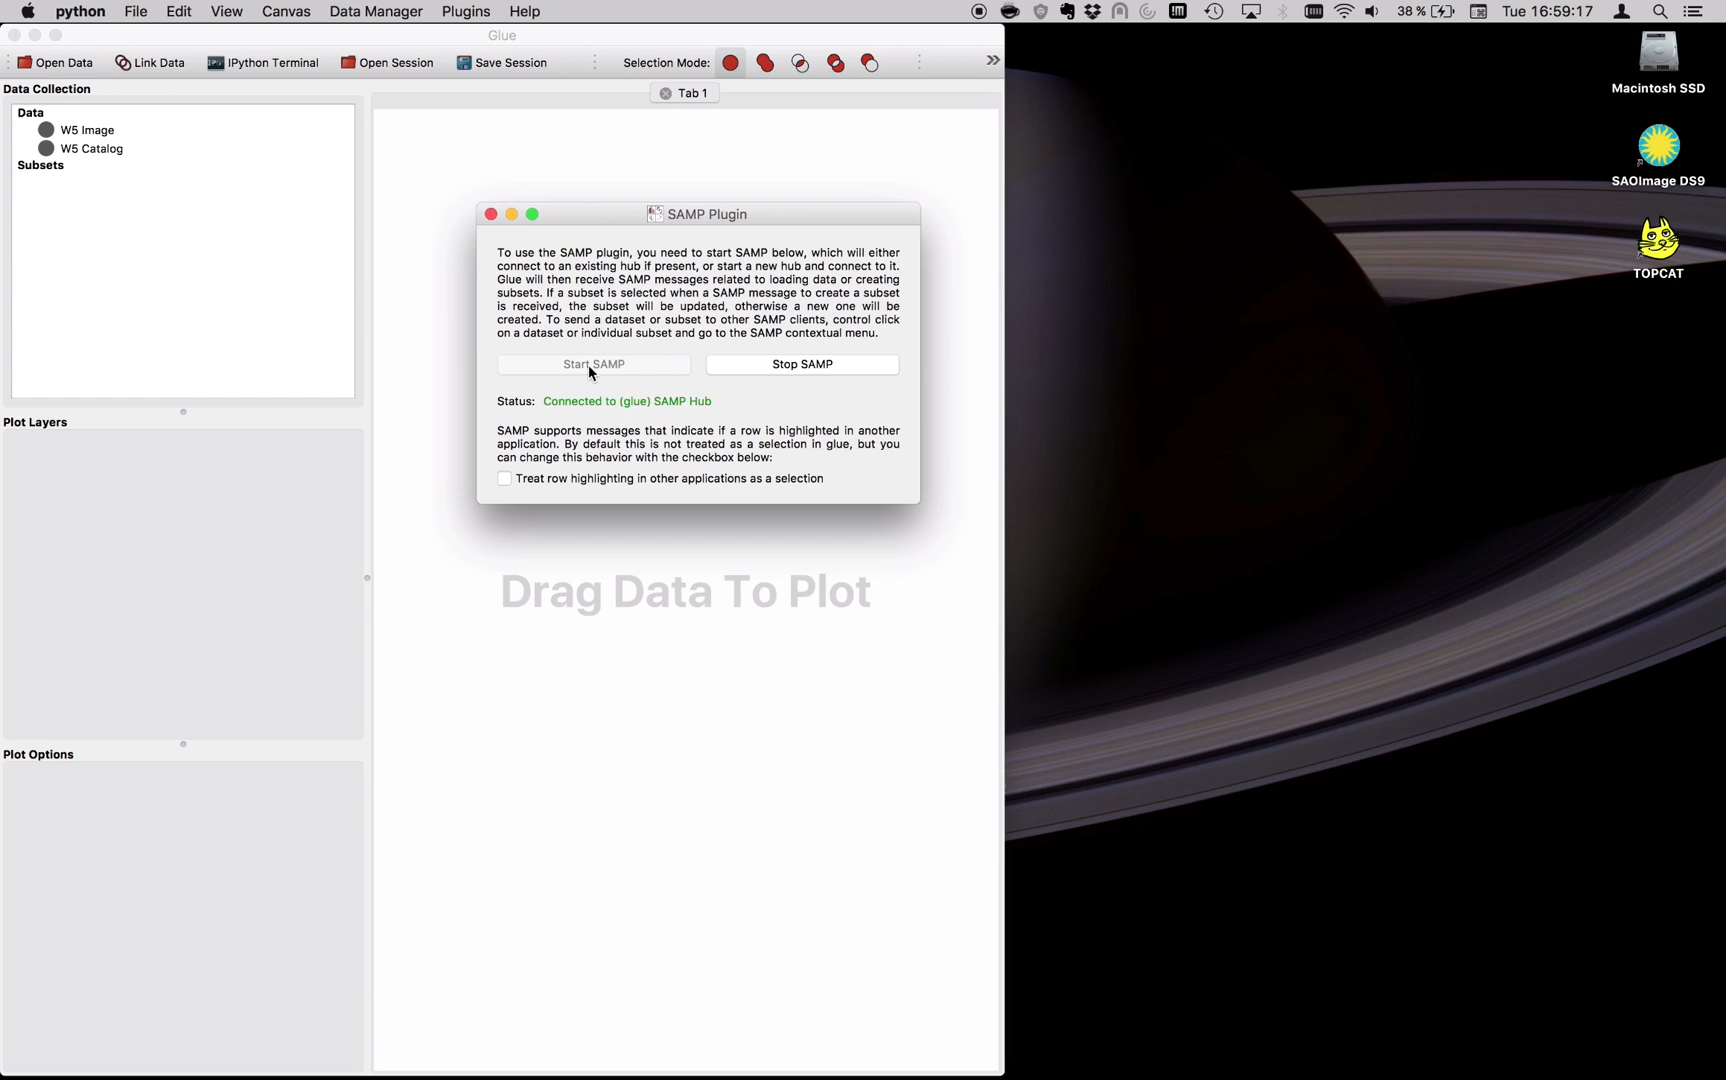 python File Edit View Canvas Data Manager Plugins Help 38 % Tue 16:59:17
Glue
Open Data Link Data IPython Terminal Open Session Save Session Selection Mode: »
Data Collection
Tab 1
Data
W5 Image
W5 Catalog
Subsets
SAMP Plugin
To use the SAMP plugin, you need to start SAMP below, which will either
connect to an existing hub if present, or start a new hub and connect to it.
Glue will then receive SAMP messages related to loading data or creating
subsets. If a subset is selected when a SAMP message to create a subset
is received, the subset will be updated, otherwise a new one will be
created. To send a dataset or subset to other SAMP clients, control click
on a dataset or individual subset and go to the SAMP contextual menu.
Start SAMP Stop SAMP
Status: Connected to (glue) SAMP Hub
SAMP supports messages that indicate if a row is highlighted in another
application. By default this is not treated as a selection in glue, but you
can change this behavior with the checkbox below:
Treat row highlighting in other applications as a selection
Plot Layers
Drag Data To Plot
Plot Options
Macintosh SSD
SAOImage DS9
TOPCAT